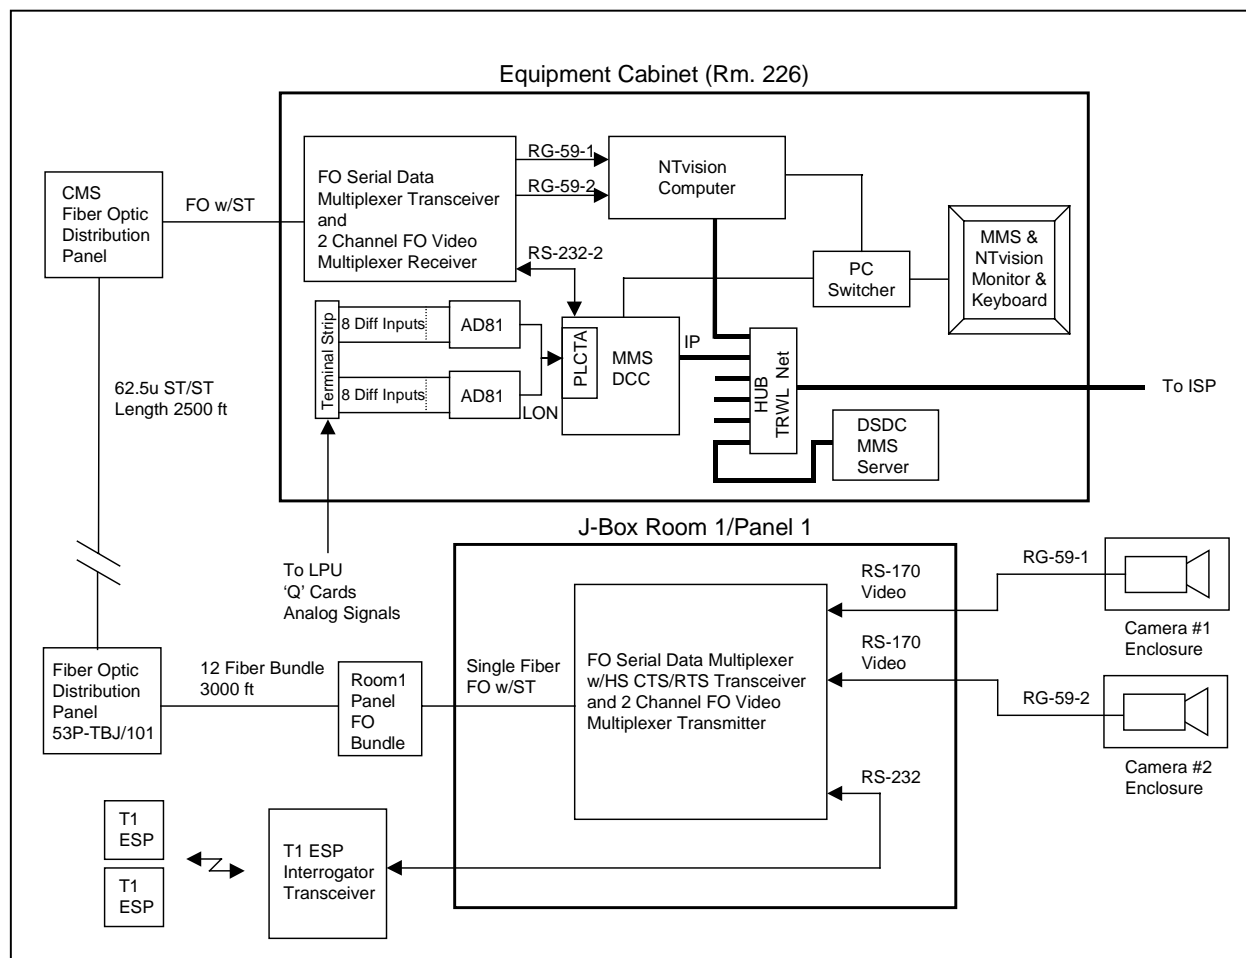 Equipment Cabinet (Rm. 226)
CMS
Fiber Optic
Distribution
Panel
FO w/ST
FO Serial Data
Multiplexer Transceiver
and
2 Channel FO Video
Multiplexer Receiver
RG-59-1
RG-59-2
RS-232-2
NTvision
Computer
MMS &
NTvision
Monitor &
Keyboard
PC
Switcher
Terminal Strip
8 Diff Inputs
AD81
8 Diff Inputs
AD81
LON
PLCTA
MMS
DCC
IP
HUB
TRWL Net
DSDC
MMS
Server
To ISP
62.5u ST/ST
Length 2500 ft
To LPU
‘Q’ Cards
Analog Signals
J-Box Room 1/Panel 1
Fiber Optic
Distribution
Panel
53P-TBJ/101
12 Fiber Bundle
3000 ft
Room1
Panel
FO
Bundle
Single Fiber
FO w/ST
FO Serial Data Multiplexer
w/HS CTS/RTS Transceiver
and 2 Channel FO Video
Multiplexer Transmitter
RS-170
Video
RS-170
Video
RS-232
RG-59-1
Camera #1
Enclosure
RG-59-2
Camera #2
Enclosure
T1
ESP
T1
ESP
T1 ESP
Interrogator
Transceiver